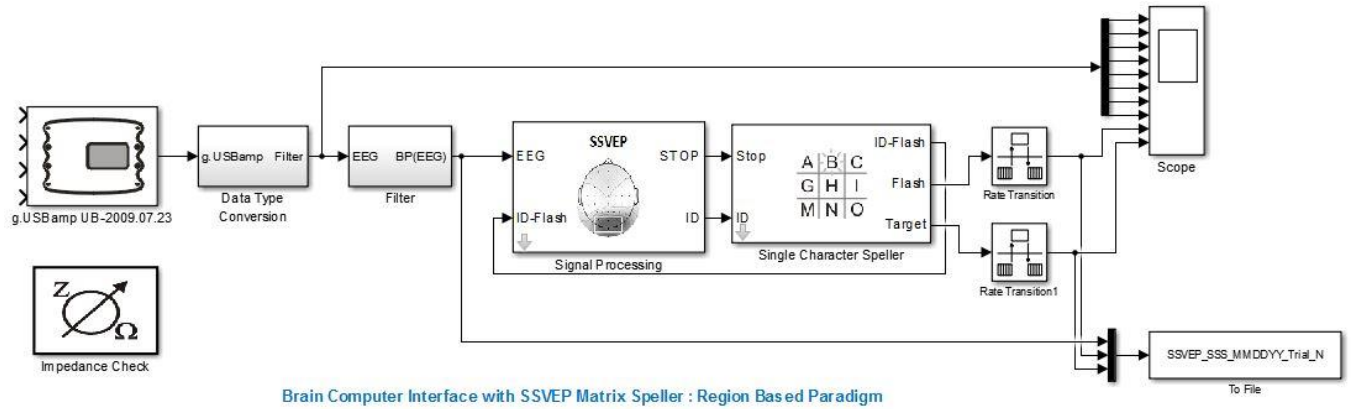 g.USBamp UB-2009.07.23
g.USBamp Filter
Data Type
Conversion
EEG BP(EEG)
Filter
SSVEP
EEG STOP
ID-Flash ID
Signal Processing
Stop
ID
A B C
G H I
M N O
ID-Flash
Flash
Target
Single Character Speller
Rate Transition
Rate Transition1
Scope
Z
Ω
Impedance Check
SSVEP_SSS_MMDDYY_Trial_N
To File
Brain Computer Interface with SSVEP Matrix Speller : Region Based Paradigm